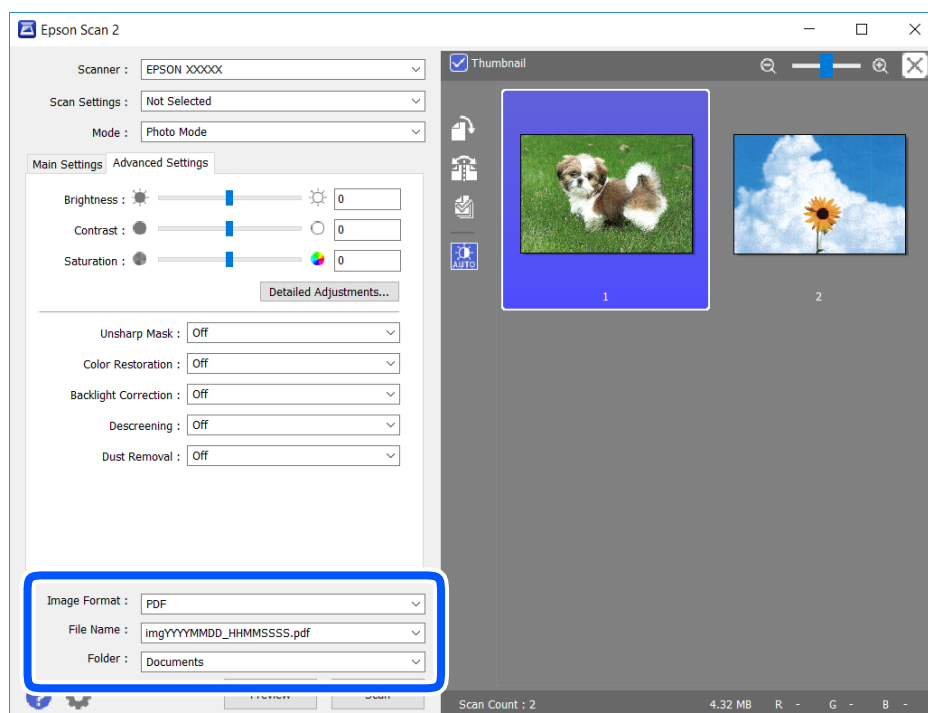 Epson Scan 2
Scanner : EPSON XXXXX
Scan Settings : Not Selected
Mode : Photo Mode
Main Settings Advanced Settings
Brightness : 0
Contrast : 0
Saturation : 0
Detailed Adjustments...
Unsharp Mask : Off
Color Restoration : Off
Backlight Correction : Off
Descreening : Off
Dust Removal : Off
Image Format : PDF
File Name : imgYYYYMMDD_HHMMSSSS.pdf
Folder : Documents
Preview Scan
Thumbnail
AUTO
1
2
Scan Count : 2 4.32 MB R - G - B -